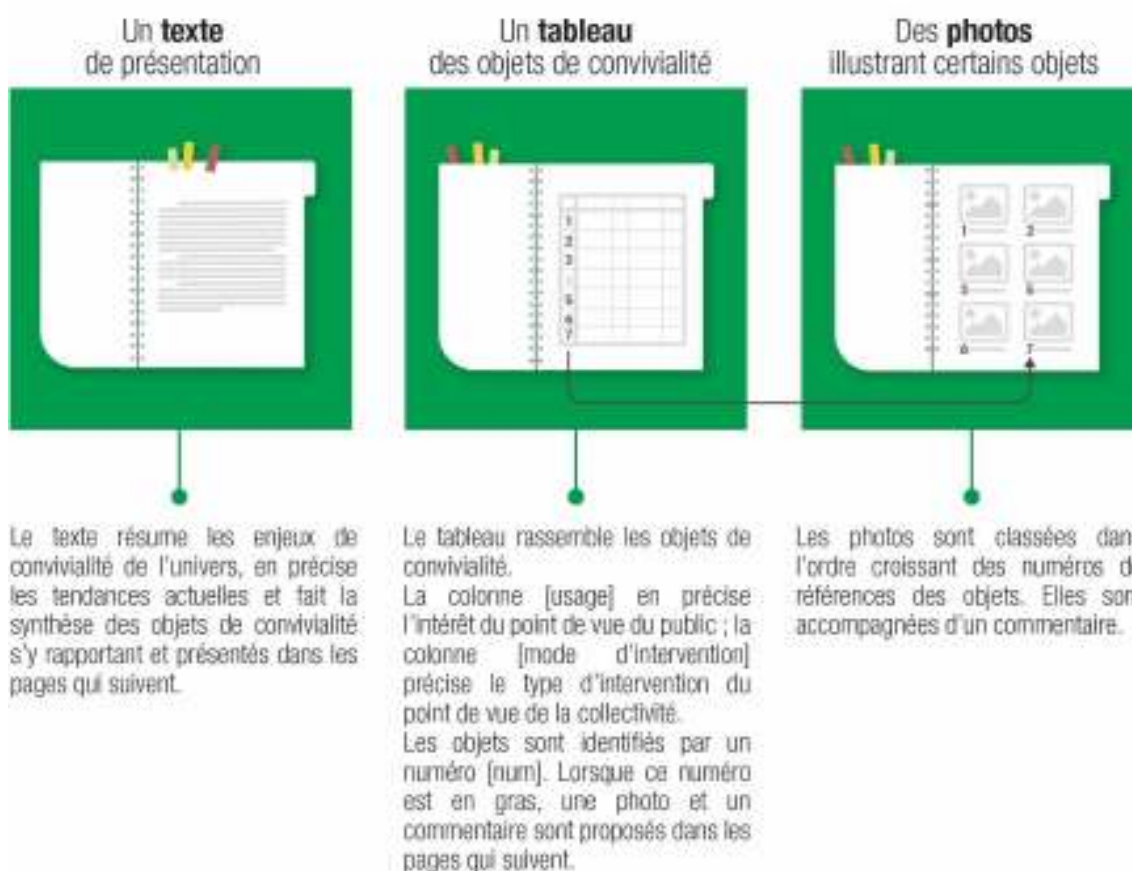 Un texte
de présentation
Le texte résume les enjeux de
convivialité de l'univers, en précise
les tendances actuelles et fait la
synthèse des objets de convivialité
s'y rapportant et présentés dans les
pages qui suivent.
Un tableau
des objets de convivialité
1
2
3
5
6
7
Le tableau rassemble les objets de
convivialité.
La colonne [usage] en précise
l'intérêt du point de vue du public ; la
colonne [mode d'intervention]
précise le type d'intervention du
point de vue de la collectivité.
Les objets sont identifiés par un
numéro [num]. Lorsque ce numéro
est en gras, une photo et un
commentaire sont proposés dans les
pages qui suivent.
Des photos
illustrant certains objets
1 2
6 7
Les photos sont classées dan
l'ordre croissant des numéros d
références des objets. Elles son
accompagnées d'un commentaire.